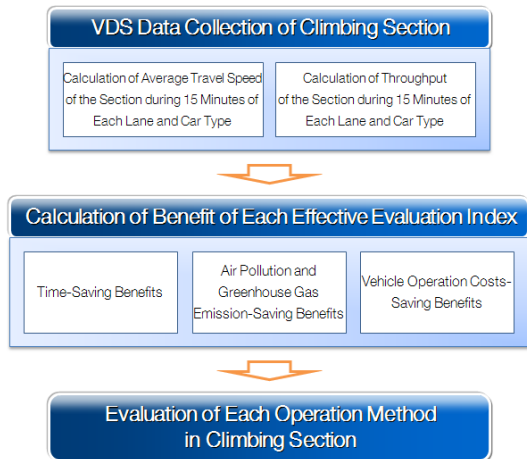 VDS Data Collection of Climbing Section
Calculation of Average Travel Speed
of the Section during 15 Minutes of
Each Lane and Car Type
Calculation of Throughput
of the Section during 15 Minutes of
Each Lane and Car Type
Calculation of Benefit of Each Effective Evaluation Index
Time-Saving Benefits
Air Pollution and
Greenhouse Gas
Emission-Saving Benefits
Vehicle Operation Costs-
Saving Benefits
Evaluation of Each Operation Method
in Climbing Section